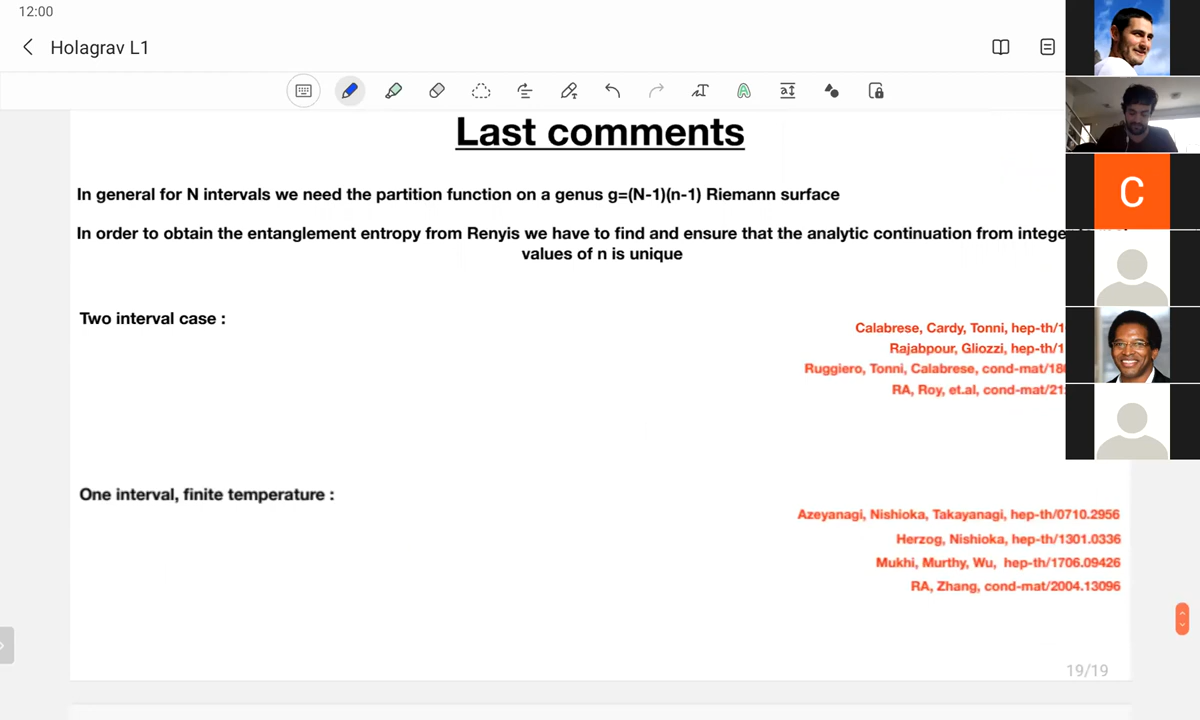 12:00
Holagrav L1
Last comments
In general for N intervals we need the partition function on a genus g=(N-1)(n-1) Riemann surface
In order to obtain the entanglement entropy from Renyis we have to find and ensure that the analytic continuation from intege
values of n is unique
Two interval case :
Calabrese, Cardy, Tonni, hep-th/1
Rajabpour, Gliozzi, hep-th/1
Ruggiero, Tonni, Calabrese, cond-mat/18
RA, Roy, et.al, cond-mat/21
One interval, finite temperature :
Azeyanagi, Nishioka, Takayanagi, hep-th/0710.2956
Herzog, Nishioka, hep-th/1301.0336
Mukhi, Murthy, Wu, hep-th/1706.09426
RA, Zhang, cond-mat/2004.13096
19/19
C